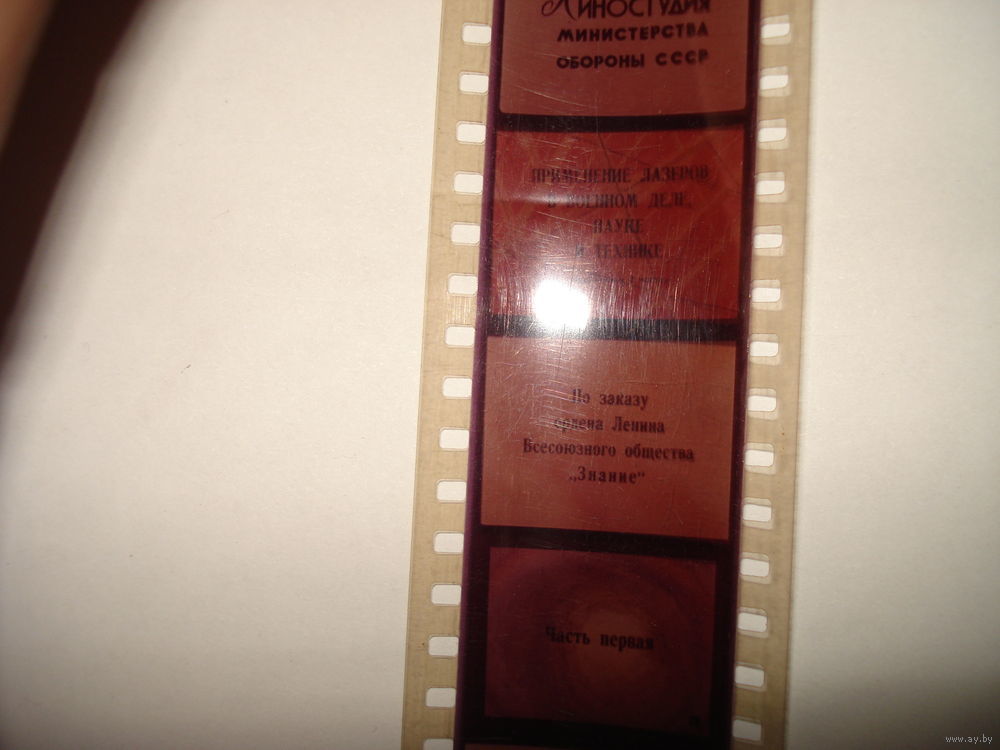 Киностудия
МИНИСТЕРСТВА
ОБОРОНЫ СССР
ПРИМЕНЕНИЕ ЛАЗЕРОВ
В ВОЕННОМ ДЕЛЕ,
НАУКЕ
И ТЕХНИКЕ
По заказу
ордена Ленина
Всесоюзного общества
„Знание“
Часть первая
www.ay.by